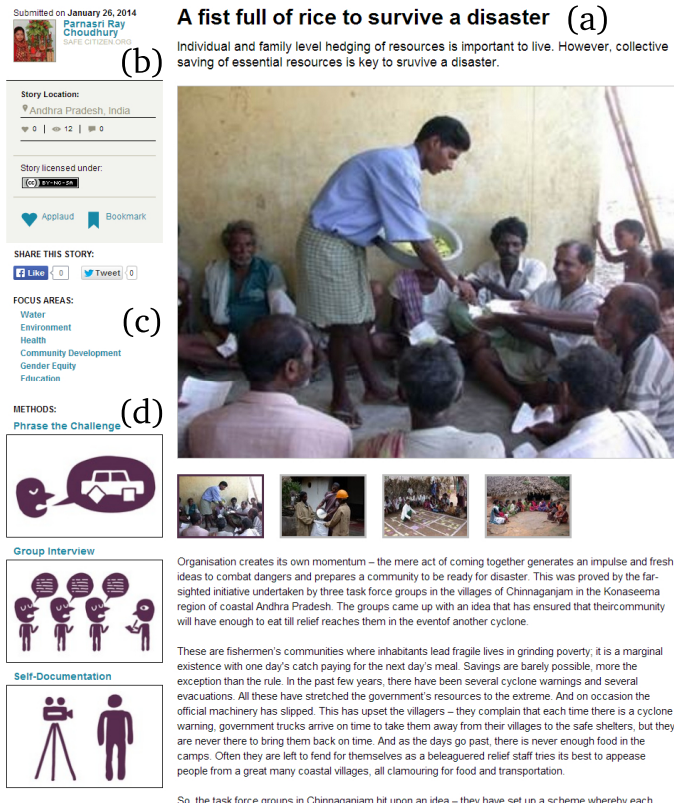 Submitted on January 26, 2014
Parnasri Ray
Choudhury
SAFE CITIZEN.ORG
(b)
Story Location:
Andhra Pradesh, India
0 | 12 | 0
Story licensed under:
(cc) BY-NC-SA
Applaud Bookmark
SHARE THIS STORY:
f Like 0 Tweet 0
FOCUS AREAS:
Water
Environment
Health
Community Development
Gender Equity
Education
(c)
METHODS:
(d)
Phrase the Challenge
Group Interview
Self-Documentation
A fist full of rice to survive a disaster (a)
Individual and family level hedging of resources is important to live. However, collective
saving of essential resources is key to sruvive a disaster.
Organisation creates its own momentum – the mere act of coming together generates an impulse and fresh
ideas to combat dangers and prepares a community to be ready for disaster. This was proved by the far-
sighted initiative undertaken by three task force groups in the villages of Chinnaganjam in the Konaseema
region of coastal Andhra Pradesh. The groups came up with an idea that has ensured that theircommunity
will have enough to eat till relief reaches them in the eventof another cyclone.
These are fishermen's communities where inhabitants lead fragile lives in grinding poverty; it is a marginal
existence with one day's catch paying for the next day's meal. Savings are barely possible, more the
exception than the rule. In the past few years, there have been several cyclone warnings and several
evacuations. All these have stretched the government's resources to the extreme. And on occasion the
official machinery has slipped. This has upset the villagers – they complain that each time there is a cyclone
warning, government trucks arrive on time to take them away from their villages to the safe shelters, but they
are never there to bring them back on time. And as the days go past, there is never enough food in the
camps. Often they are left to fend for themselves as a beleaguered relief staff tries its best to appease
people from a great many coastal villages, all clamouring for food and transportation.
So, the task force groups in Chinnaganjam hit upon an idea – they have set up a scheme whereby each